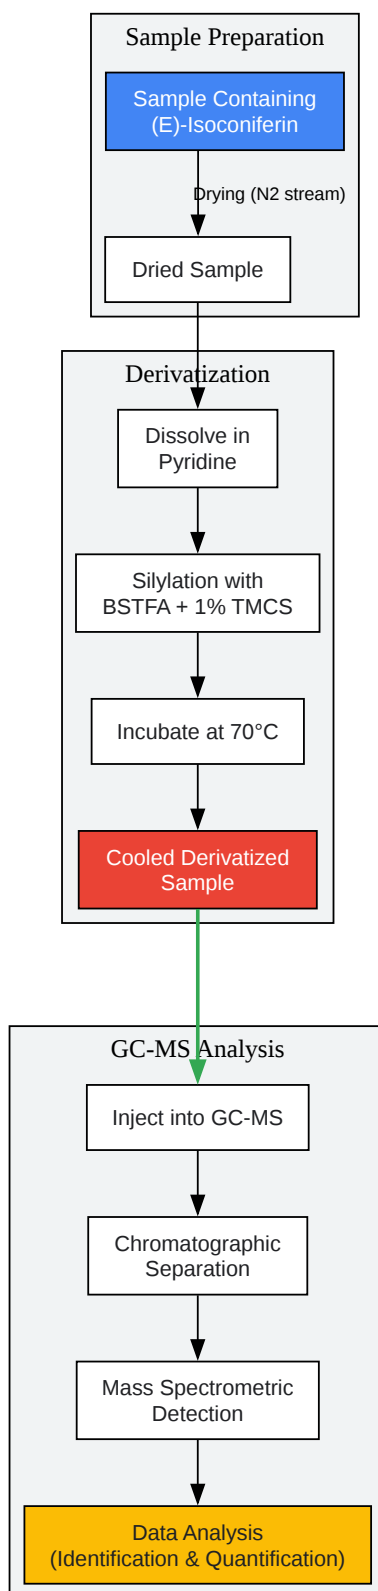 Sample Preparation
Sample Containing
(E)-Isoconiferin
Drying (N2 stream)
Dried Sample
Derivatization
Dissolve in
Pyridine
Silylation with
BSTFA + 1% TMCS
Incubate at 70°C
Cooled Derivatized
Sample
GC-MS Analysis
Inject into GC-MS
Chromatographic
Separation
Mass Spectrometric
Detection
Data Analysis
(Identification & Quantification)